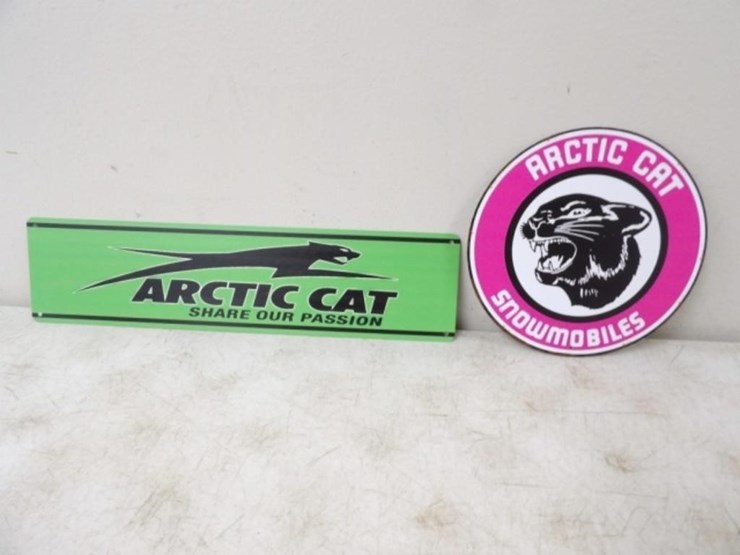 ARCTIC CAT
SHARE OUR PASSION
ARCTIC CAT
SNOWMOBILES